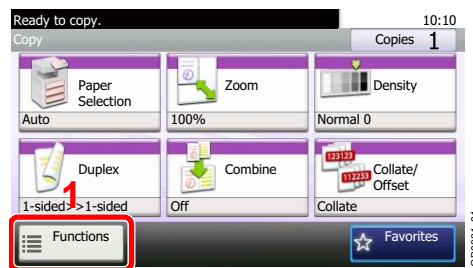 Ready to copy. 10:10
Copy Copies 1
Paper Selection Zoom Density
Auto 100% Normal 0
123123
112233
Duplex Combine Collate/ Offset
1
1-sided>>1-sided Off Collate
Functions Favorites